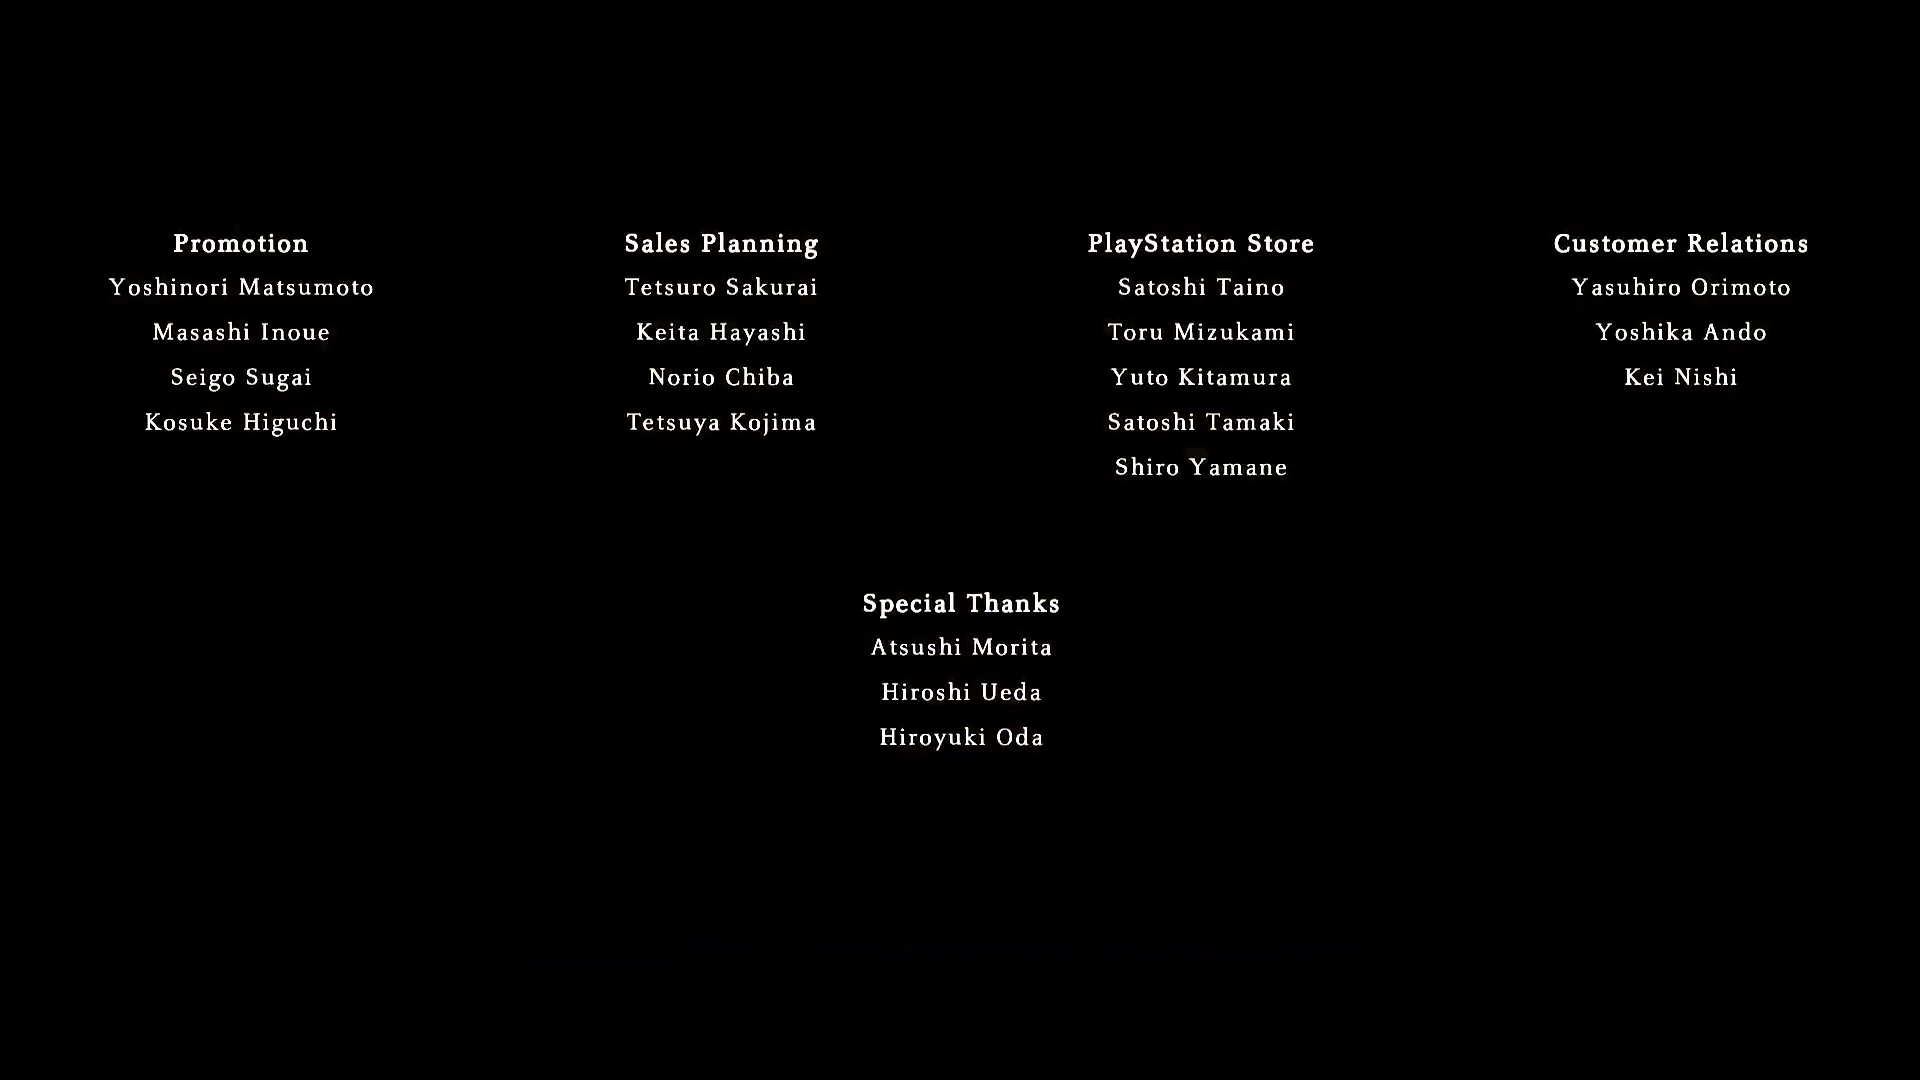 Promotion
Yoshinori Matsumoto
Masashi Inoue
Seigo Sugai
Kosuke Higuchi
Sales Planning
Tetsuro Sakurai
Keita Hayashi
Norio Chiba
Tetsuya Kojima
PlayStation Store
Satoshi Taino
Toru Mizukami
Yuto Kitamura
Satoshi Tamaki
Shiro Yamane
Customer Relations
Yasuhiro Orimoto
Yoshika Ando
Kei Nishi
Special Thanks
Atsushi Morita
Hiroshi Ueda
Hiroyuki Oda